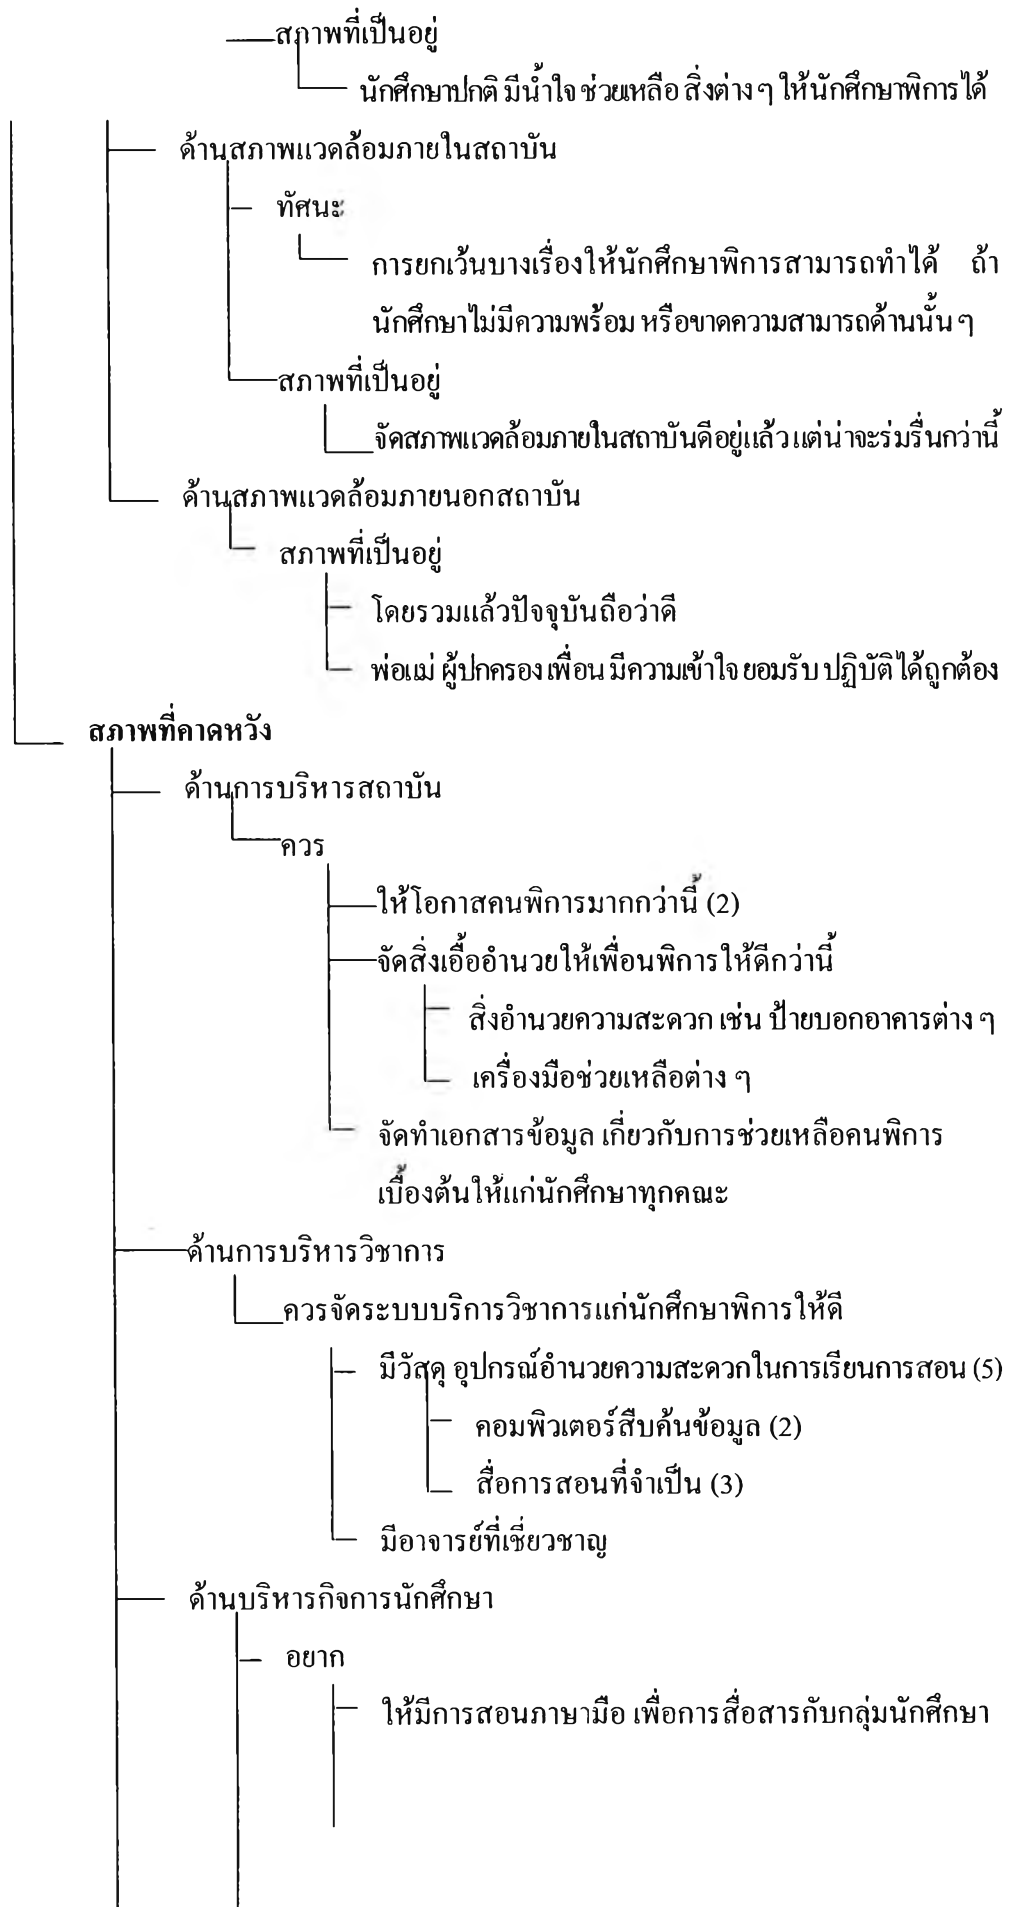 สภาพที่เป็นอยู่
นักศึกษาปกติ มีน้ำใจ ช่วยเหลือ สิ่งต่าง ๆ ให้นักศึกษาพิการได้
ด้านสภาพแวดล้อมภายในสถาบัน
ทัศนะ
การยกเว้นบางเรื่องให้นักศึกษาพิการสามารถทำได้ ถ้า
นักศึกษาไม่มีความพร้อม หรือขาดความสามารถด้านนั้น ๆ
สภาพที่เป็นอยู่
จัดสภาพแวดล้อมภายในสถาบันดีอยู่แล้ว แต่น่าจะร่มรื่นกว่านี้
ด้านสภาพแวดล้อมภายนอกสถาบัน
สภาพที่เป็นอยู่
โดยรวมแล้วปัจจุบันถือว่าดี
พ่อแม่ ผู้ปกครอง เพื่อน มีความเข้าใจ ยอมรับ ปฏิบัติได้ถูกต้อง
สภาพที่คาดหวัง
ด้านการบริหารสถาบัน
ควร
ให้โอกาสคนพิการมากกว่านี้ (2)
จัดสิ่งเอื้ออำนวยให้เพื่อนพิการให้ดีกว่านี้
สิ่งอำนวยความสะดวก เช่น ป้ายบอกอาคารต่าง ๆ
เครื่องมือช่วยเหลือต่าง ๆ
จัดทำเอกสารข้อมูล เกี่ยวกับการช่วยเหลือคนพิการ
เบื้องต้นให้แก่นักศึกษาทุกคณะ
ด้านการบริหารวิชาการ
ควรจัดระบบบริการวิชาการแก่นักศึกษาพิการให้ดี
มีวัสดุ อุปกรณ์อำนวยความสะดวกในการเรียนการสอน (5)
คอมพิวเตอร์สืบค้นข้อมูล (2)
สื่อการสอนที่จำเป็น (3)
มีอาจารย์ที่เชี่ยวชาญ
ด้านบริหารกิจการนักศึกษา
อยาก
ให้มีการสอนภาษามือ เพื่อการสื่อสารกับกลุ่มนักศึกษา